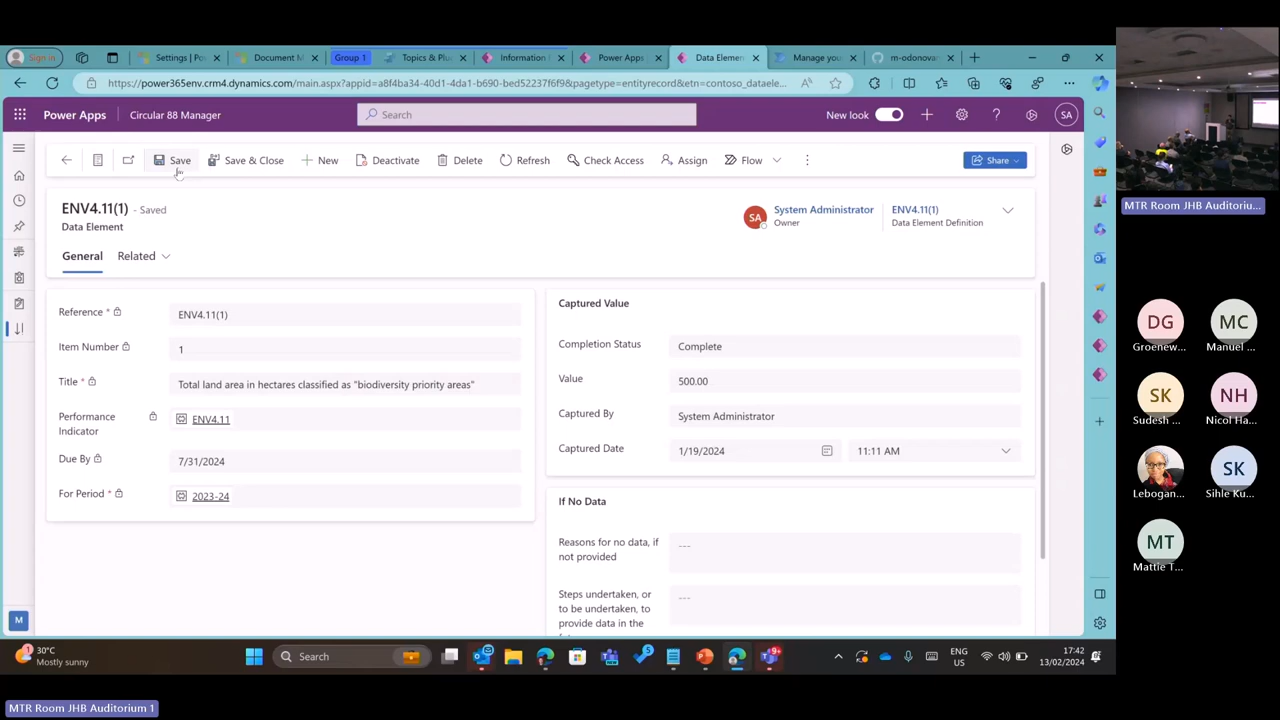 Sign in
Settings | Po
Document M
Group 1
Topics & Plu
Information
Power Apps
Data Elemen
Manage you
m-odonovan
https://power365env.crm4.dynamics.com/main.aspx?appid=a8f4ba34-40d1-4da1-b690-bed52237f6f9&pagetype=entityrecord&etn=contoso_dataele...
Power Apps
Circular 88 Manager
Search
New look
SA
Save
Save & Close
New
Deactivate
Delete
Refresh
Check Access
Assign
Flow
Share
ENV4.11(1) - Saved
Data Element
SA
System Administrator
Owner
ENV4.11(1)
Data Element Definition
General
Related
Reference *
ENV4.11(1)
Item Number
1
Title *
Total land area in hectares classified as "biodiversity priority areas"
Performance
Indicator
ENV4.11
Due By
7/31/2024
For Period *
2023-24
Captured Value
Completion Status
Complete
Value
500.00
Captured By
System Administrator
Captured Date
1/19/2024
11:11 AM
If No Data
Reasons for no data, if
not provided
---
Steps undertaken, or
to be undertaken, to
provide data in the
---
M
MTR Room JHB Auditoriu...
DG
Groenew...
MC
Manuel ...
SK
Sudesh ...
NH
Nicol Ha...
Lebogan...
SK
Sihle Ku...
MT
Mattie T...
1
30°C
Mostly sunny
Search
5
9+
ENG
US
17:42
13/02/2024
MTR Room JHB Auditorium 1